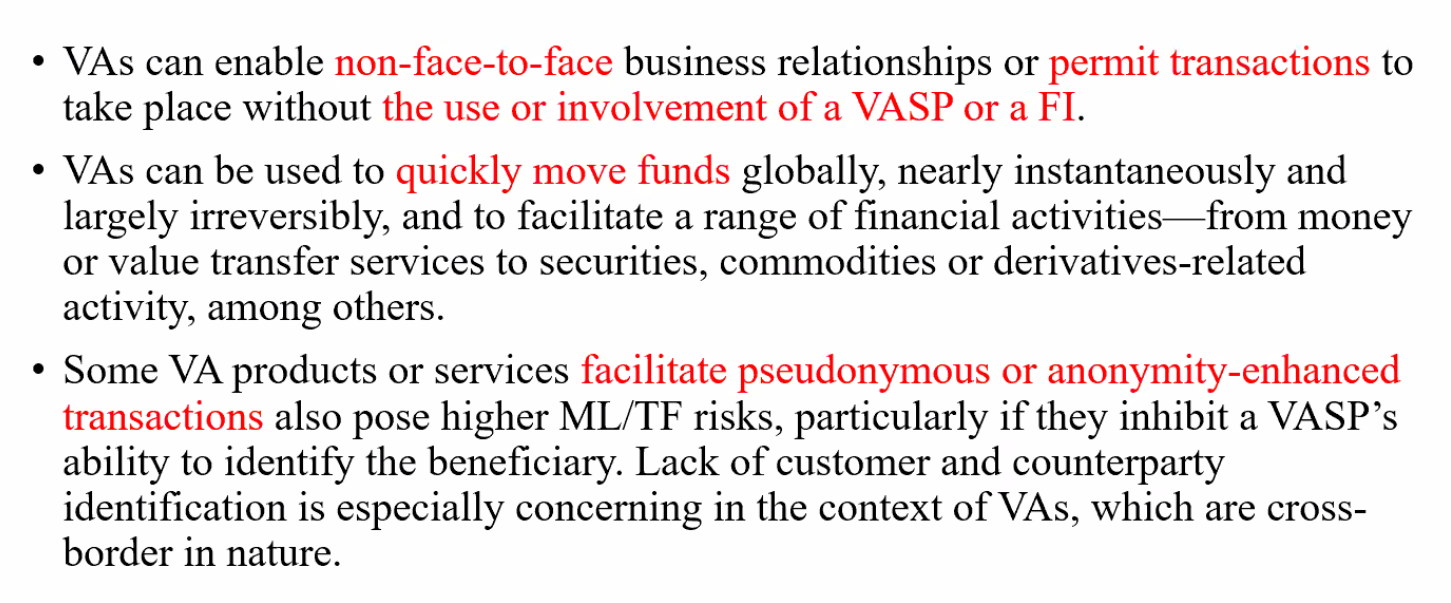 • VAs can enable non-face-to-face business relationships or permit transactions to
take place without the use or involvement of a VASP or a FI.
• VAs can be used to quickly move funds globally, nearly instantaneously and
largely irreversibly, and to facilitate a range of financial activities—from money
or value transfer services to securities, commodities or derivatives-related
activity, among others.
• Some VA products or services facilitate pseudonymous or anonymity-enhanced
transactions also pose higher ML/TF risks, particularly if they inhibit a VASP’s
ability to identify the beneficiary. Lack of customer and counterparty
identification is especially concerning in the context of VAs, which are cross-
border in nature.